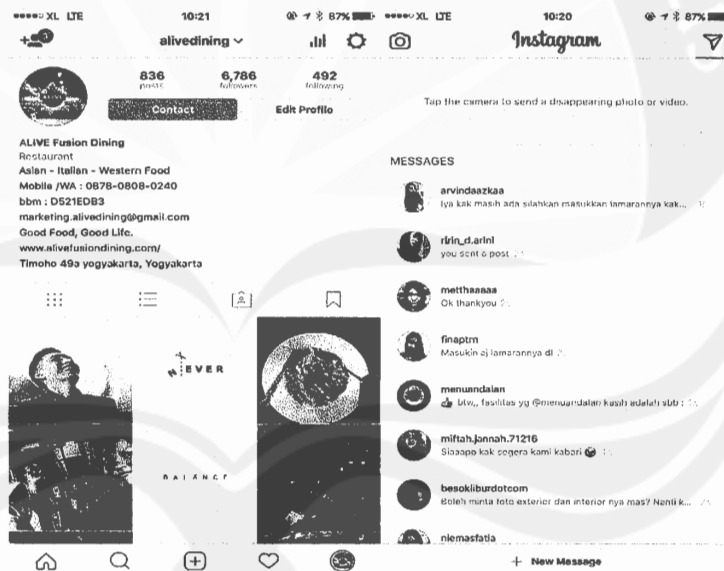 XL LTE 10:21 87%
alivedining
836 6,786 492
posts followers following
Contact Edit Profile
ALIVE Fusion Dining
Restaurant
Asian - Italian - Western Food
Mobile /WA : 0878-0808-0240
bbm : D521EDB3
marketing.alivedining@gmail.com
Good Food, Good Life.
www.alivefusiondining.com/
Timoho 49a yogyakarta, Yogyakarta
EVER
BALANCE
XL LTE 10:20 87%
Instagram
Tap the camera to send a disappearing photo or video.
MESSAGES
arvindaazkaa
Iya kak masih ada silahkan masukkan lamarannya kak...
ririn_d.arini
you sent a post
metthaaaaa
Ok thankyou
finaptrn
Masukin aj lamarannya di
menuandalan
👍 btw,, fasilitas yg @menuandalan kasih adalah sbb :
miftah.jannah.71216
Siaaapo kak segera kami kabari
besokliburdotcom
Boleh minta foto exterior dan interior nya mas? Nanti k...
niemasfatia
+ New Message